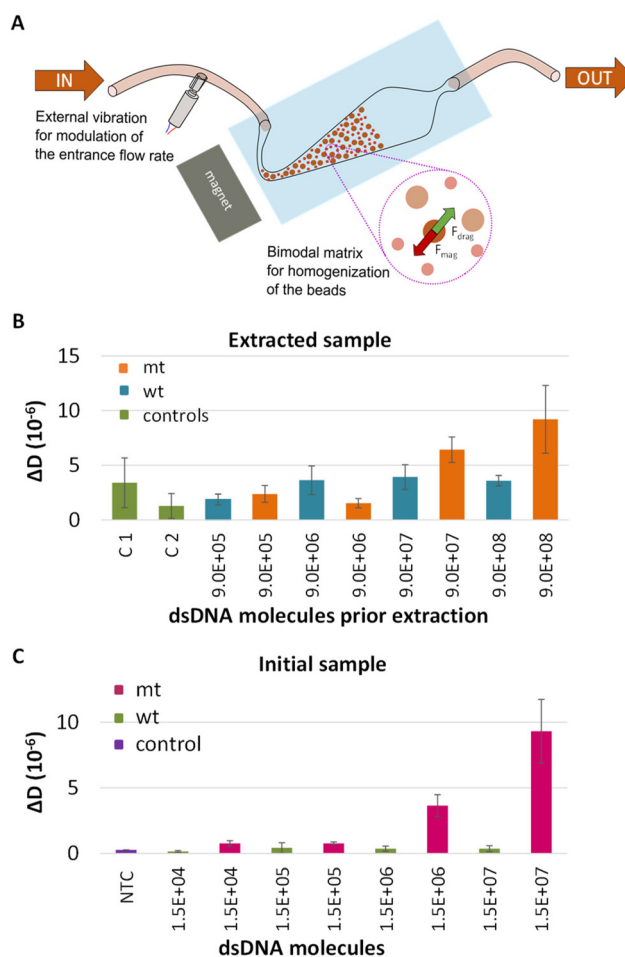 A
IN
OUT
External vibration
for modulation of
the entrance flow rate
magnet
Bimodal matrix
for homogenization
of the beads
F_drag
F_mag
B
Extracted sample
mt
wt
controls
ΔD (10⁻⁶)
15
10
5
0
C 1
C 2
9.0E+05
9.0E+05
9.0E+06
9.0E+06
9.0E+07
9.0E+07
9.0E+08
9.0E+08
dsDNA molecules prior extraction
C
Initial sample
mt
wt
control
ΔD (10⁻⁶)
10
5
0
NTC
1.5E+04
1.5E+04
1.5E+05
1.5E+05
1.5E+06
1.5E+06
1.5E+07
1.5E+07
dsDNA molecules